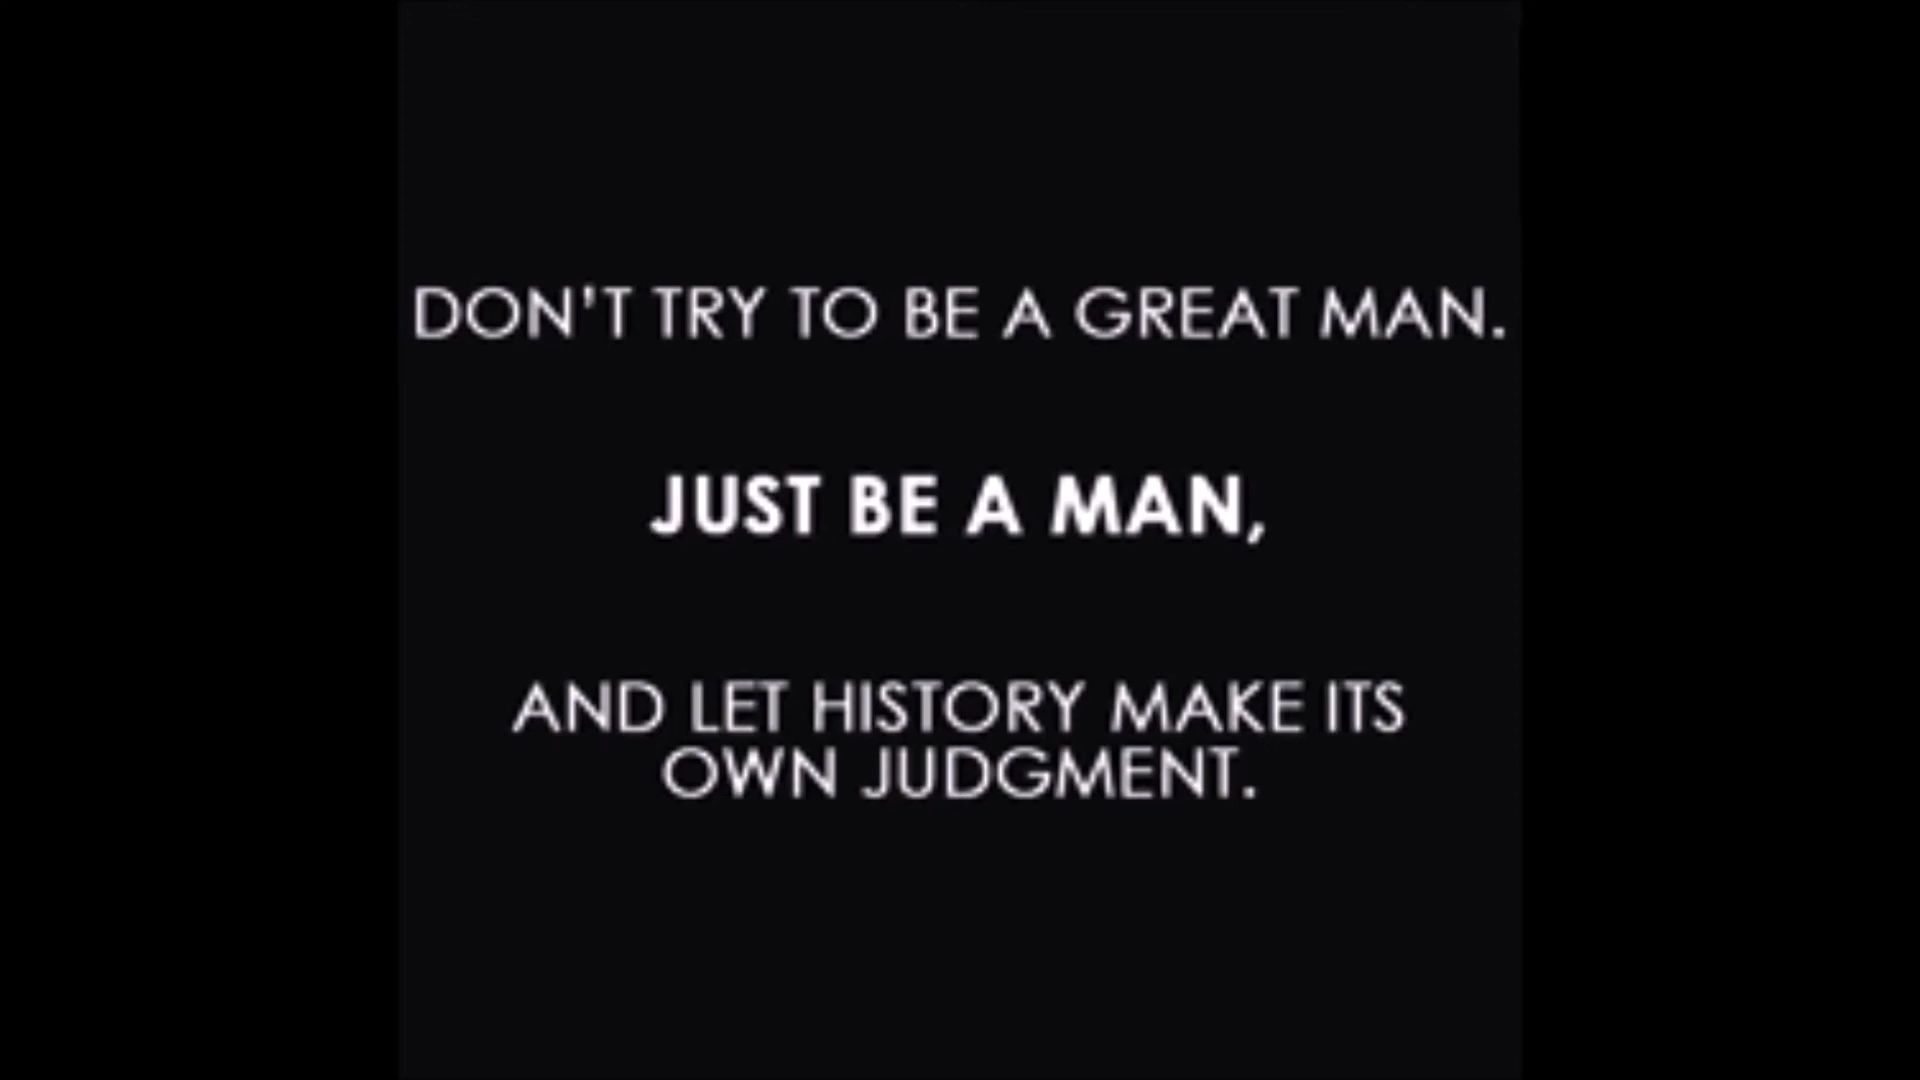 DON'T TRY TO BE A GREAT MAN.
JUST BE A MAN,
AND LET HISTORY MAKE ITS
OWN JUDGMENT.